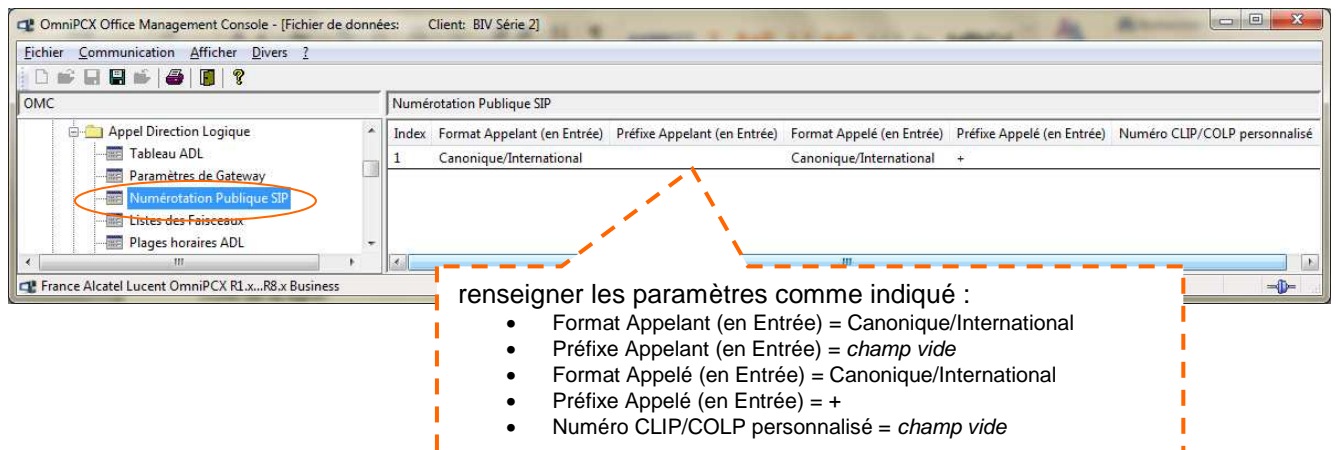 OmniPCX Office Management Console - [Fichier de données: Client: BIV Série 2]
Fichier Communication Afficher Divers ?
OMC
Numérotation Publique SIP
Appel Direction Logique
Tableau ADL
Paramètres de Gateway
Numérotation Publique SIP
Listes des Faisceaux
Plages horaires ADL
Index Format Appelant (en Entrée) Préfixe Appelant (en Entrée) Format Appelé (en Entrée) Préfixe Appelé (en Entrée) Numéro CLIP/COLP personnalisé
1 Canonique/International Canonique/International +
France Alcatel Lucent OmniPCX R1.x...R8.x Business
renseigner les paramètres comme indiqué :
• Format Appelant (en Entrée) = Canonique/International
• Préfixe Appelant (en Entrée) = champ vide
• Format Appelé (en Entrée) = Canonique/International
• Préfixe Appelé (en Entrée) = +
• Numéro CLIP/COLP personnalisé = champ vide